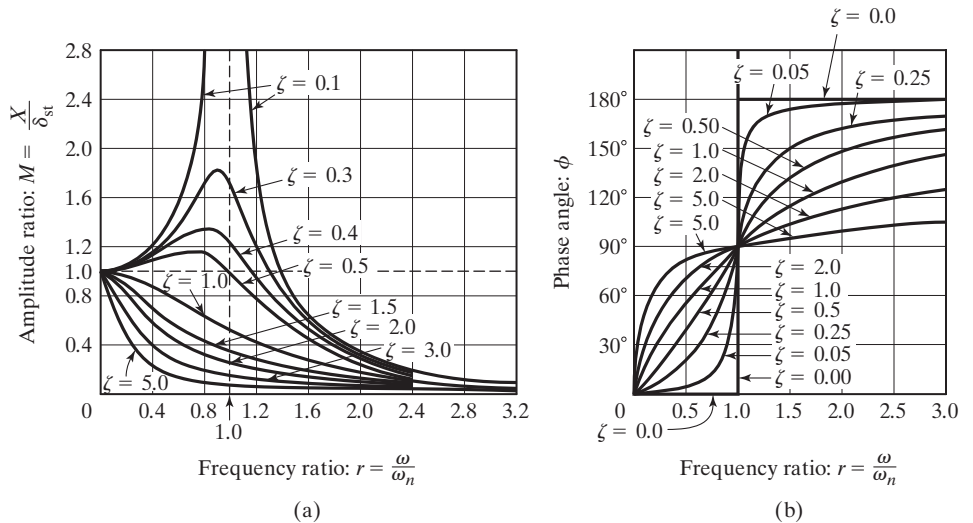 Amplitude ratio: M = X/δst
2.8
2.4
2.0
1.6
1.2
1.0
0.8
0.4
0
0.4
0.8
1.0
1.2
1.6
2.0
2.4
2.8
3.2
ζ = 0.1
ζ = 0.3
ζ = 0.4
ζ = 0.5
ζ = 1.0
ζ = 1.5
ζ = 2.0
ζ = 3.0
ζ = 5.0
Frequency ratio: r = ω/ωn
(a)
Phase angle: ϕ
180°
150°
120°
90°
60°
30°
0
0.5
1.0
1.5
2.0
2.5
3.0
ζ = 0.0
ζ = 0.05
ζ = 0.25
ζ = 0.50
ζ = 1.0
ζ = 2.0
ζ = 5.0
ζ = 5.0
ζ = 2.0
ζ = 1.0
ζ = 0.5
ζ = 0.25
ζ = 0.05
ζ = 0.00
ζ = 0.0
Frequency ratio: r = ω/ωn
(b)